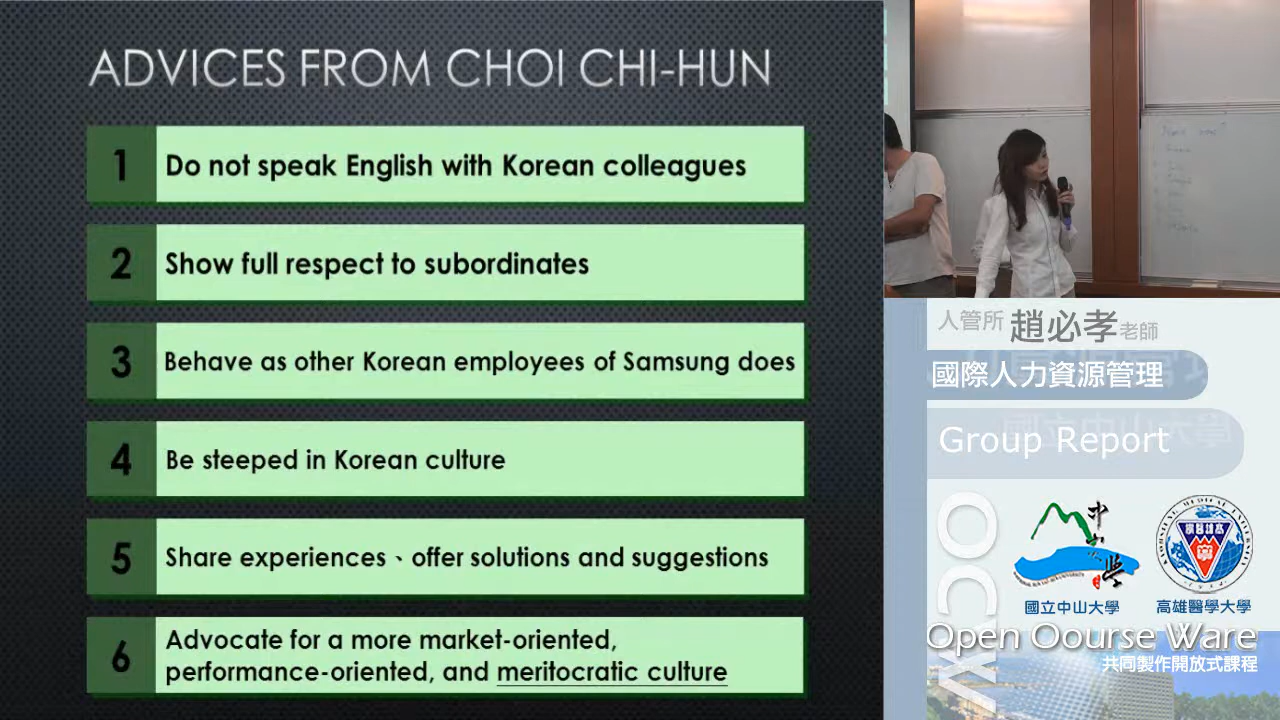 ADVICES FROM CHOI CHI-HUN
1 Do not speak English with Korean colleagues
2 Show full respect to subordinates
3 Behave as other Korean employees of Samsung does
4 Be steeped in Korean culture
5 Share experiences、offer solutions and suggestions
6 Advocate for a more market-oriented,
performance-oriented, and meritocratic culture
人管所 趙必孝老師
國際人力資源管理
Group Report
OCW
中山大學
國立中山大學
高雄醫學大學
Open Oourse Ware
共同製作開放式課程